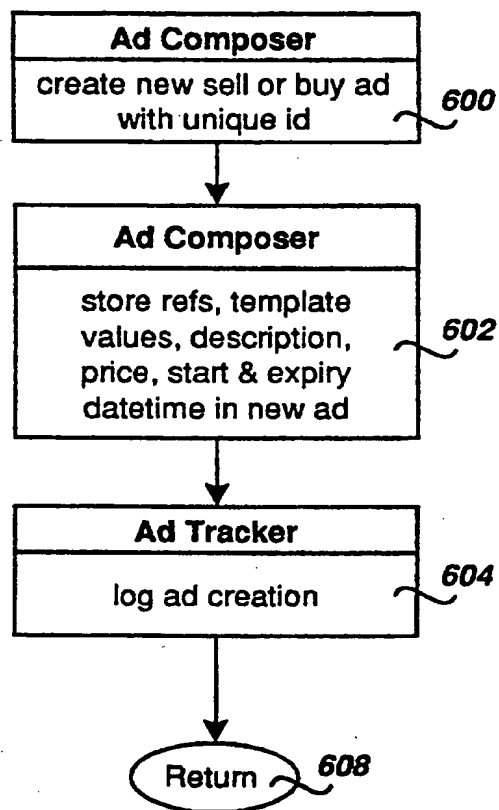 Ad Composer
create new sell or buy ad
with unique id
600
Ad Composer
store refs, template
values, description,
price, start & expiry
datetime in new ad
602
Ad Tracker
log ad creation
604
Return
608